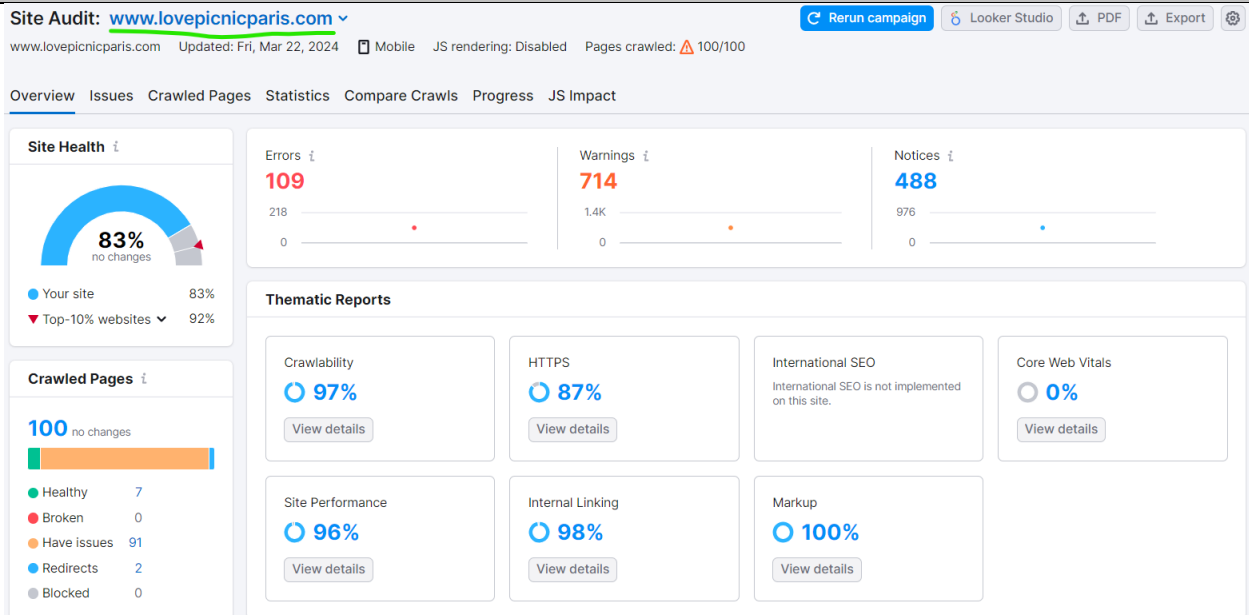 Site Audit: www.lovepicnicparis.com
Rerun campaign
Looker Studio
PDF
Export
www.lovepicnicparis.com Updated: Fri, Mar 22, 2024 Mobile JS rendering: Disabled Pages crawled: 100/100
Overview Issues Crawled Pages Statistics Compare Crawls Progress JS Impact
Site Health i
83%
no changes
Your site 83%
Top-10% websites 92%
Crawled Pages i
100 no changes
Healthy 7
Broken 0
Have issues 91
Redirects 2
Blocked 0
Errors i
109
218
0
Warnings i
714
1.4K
0
Notices i
488
976
0
Thematic Reports
Crawlability
97%
View details
HTTPS
87%
View details
International SEO
International SEO is not implemented
on this site.
Core Web Vitals
0%
View details
Site Performance
96%
View details
Internal Linking
98%
View details
Markup
100%
View details